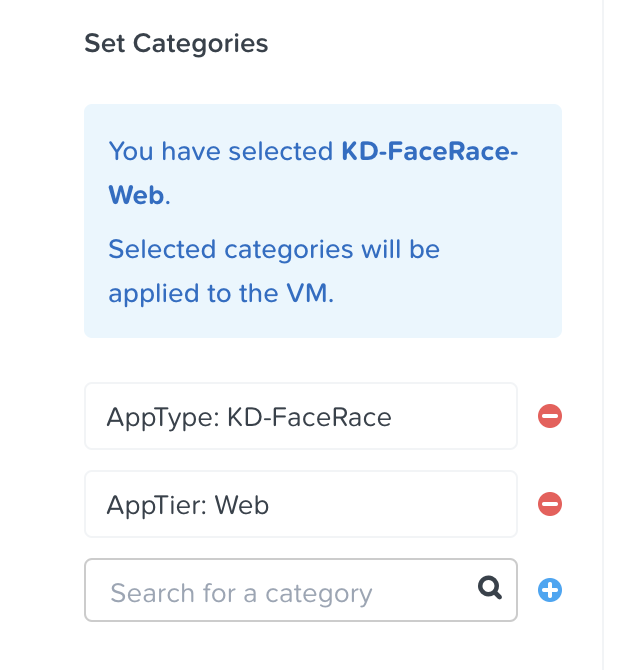 Set Categories
You have selected KD-FaceRace-
Web.
Selected categories will be
applied to the VM.
AppType: KD-FaceRace
AppTier: Web
Search for a category